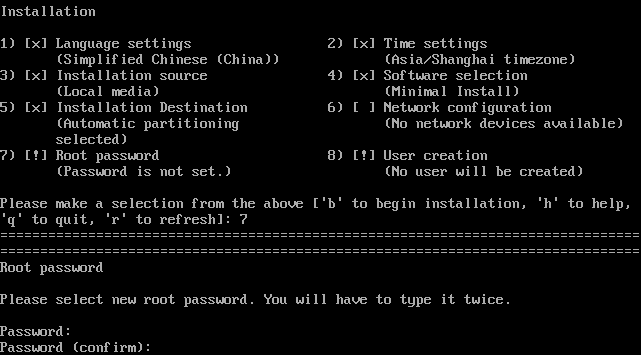 Installation
1) [x] Language settings 2) [x] Time settings
(Simplified Chinese (China)) (Asia/Shanghai timezone)
3) [x] Installation source 4) [x] Software selection
(Local media) (Minimal Install)
5) [x] Installation Destination 6) [ ] Network configuration
(Automatic partitioning (No network devices available)
selected)
7) [!] Root password 8) [!] User creation
(Password is not set.) (No user will be created)
Please make a selection from the above ['b' to begin installation, 'h' to help,
'q' to quit, 'r' to refresh]: 7
================================================================================
================================================================================
Root password
Please select new root password. You will have to type it twice.
Password:
Password (confirm):